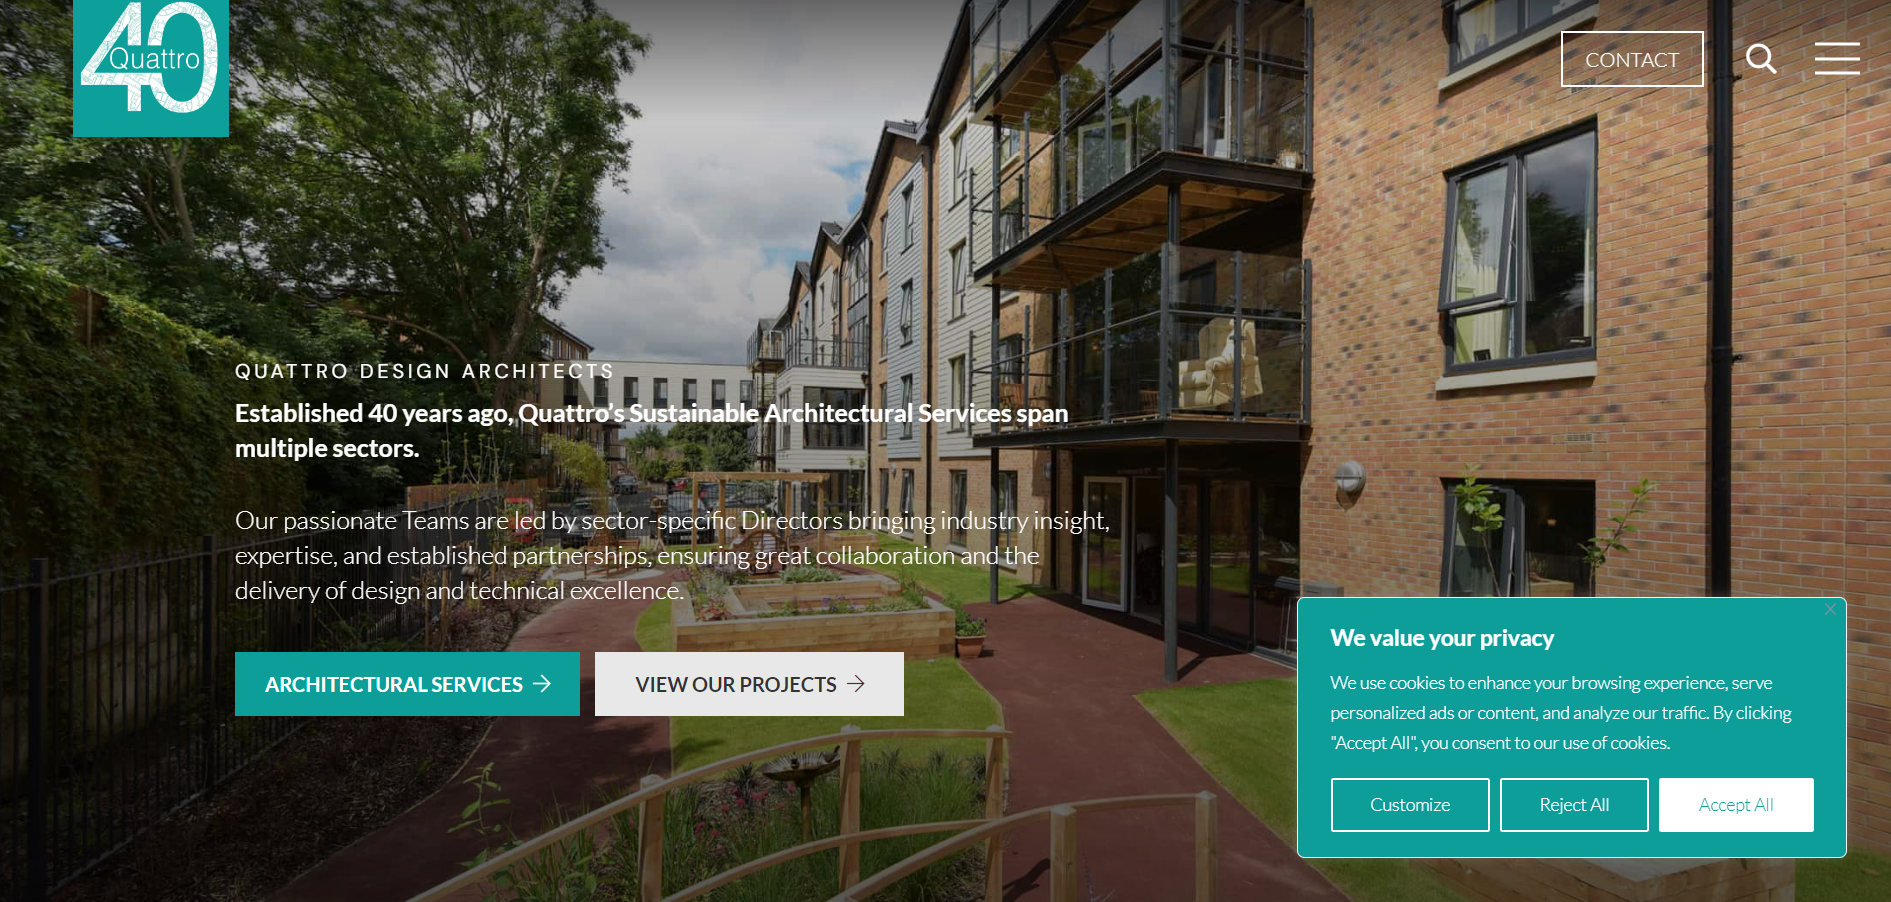 40
Quattro
CONTACT
QUATTRO DESIGN ARCHITECTS
Established 40 years ago, Quattro’s Sustainable Architectural Services span
multiple sectors.
Our passionate Teams are led by sector-specific Directors bringing industry insight,
expertise, and established partnerships, ensuring great collaboration and the
delivery of design and technical excellence.
ARCHITECTURAL SERVICES →
VIEW OUR PROJECTS →
We value your privacy
We use cookies to enhance your browsing experience, serve
personalized ads or content, and analyze our traffic. By clicking
"Accept All", you consent to our use of cookies.
Customize
Reject All
Accept All